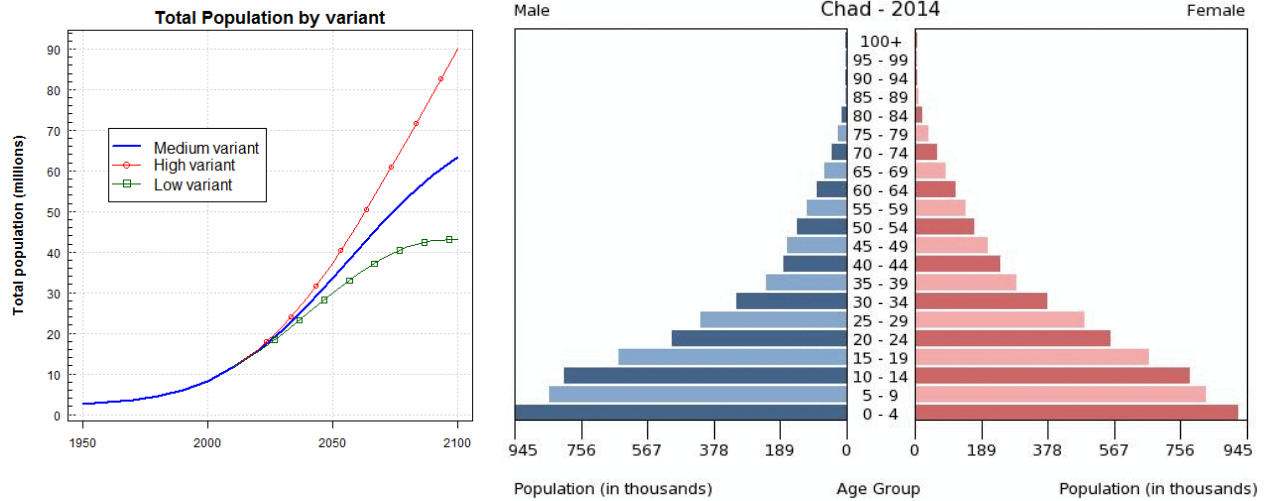 Total Population by variant
Total population (millions)
90
80
70
60
50
40
30
20
10
0
Medium variant
High variant
Low variant
1950 2000 2050 2100
Male Chad - 2014 Female
100+
95 - 99
90 - 94
85 - 89
80 - 84
75 - 79
70 - 74
65 - 69
60 - 64
55 - 59
50 - 54
45 - 49
40 - 44
35 - 39
30 - 34
25 - 29
20 - 24
15 - 19
10 - 14
5 - 9
0 - 4
945 756 567 378 189 0 0 189 378 567 756 945
Population (in thousands) Age Group Population (in thousands)